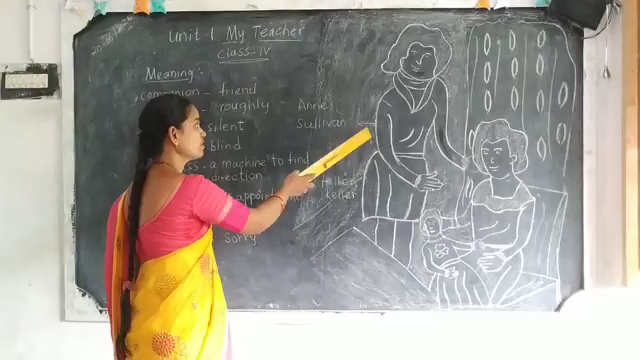 Unit 1 My Teacher
Class-IV
Meaning:-
companion - friend
roughly - Anne
silent Sullivan
blind
- a machine to find
direction
Keller
Sorry